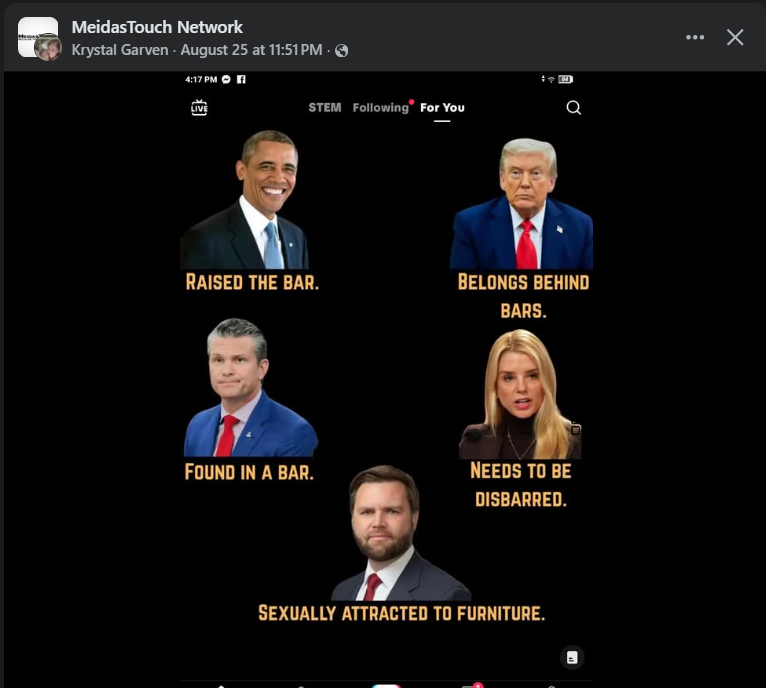 MeidasTouch Network
Krystal Garven · August 25 at 11:51 PM ·
4:17 PM
LIVE
STEM Following For You
RAISED THE BAR.
BELONGS BEHIND
BARS.
FOUND IN A BAR.
NEEDS TO BE
DISBARRED.
SEXUALLY ATTRACTED TO FURNITURE.